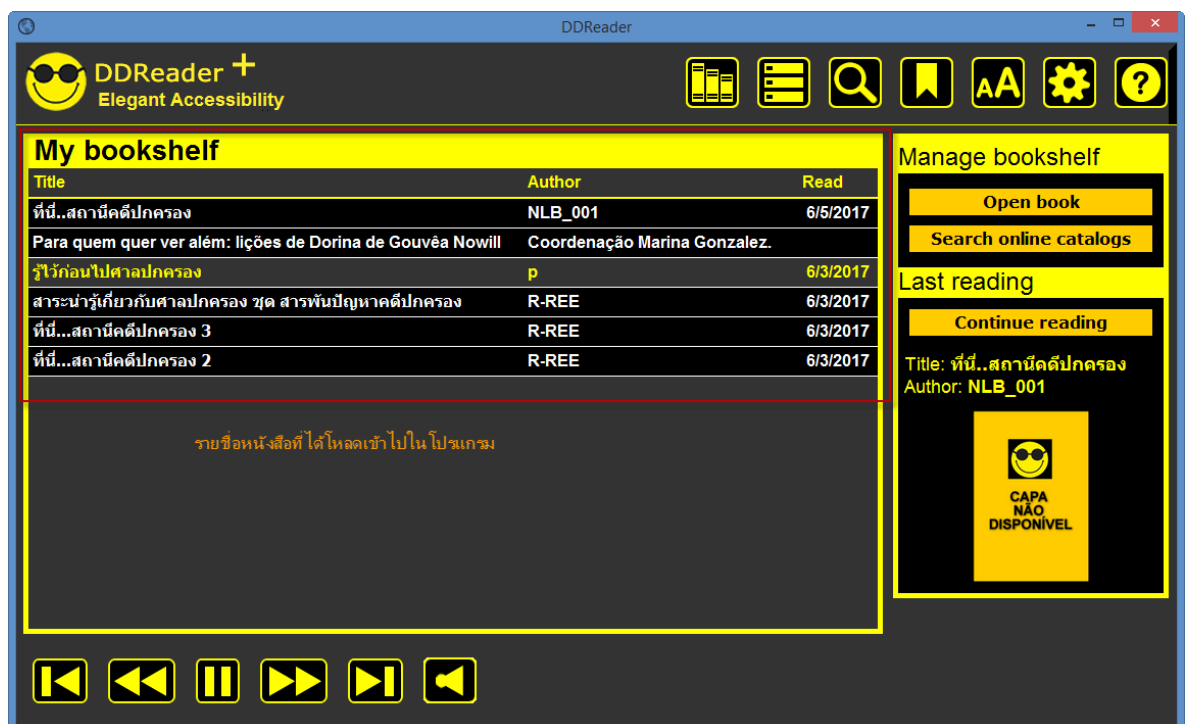 DDReader
DDReader +
Elegant Accessibility
AA
?
My bookshelf
Title Author Read
ที่นี่..สถานีคดีปกครอง NLB_001 6/5/2017
Para quem quer ver além: lições de Dorina de Gouvêa Nowill Coordenação Marina Gonzalez.
รู้ไว้ก่อนไปศาลปกครอง p 6/3/2017
สาระน่ารู้เกี่ยวกับศาลปกครอง ชุด สารพันปัญหาคดีปกครอง R-REE 6/3/2017
ที่นี่...สถานีคดีปกครอง 3 R-REE 6/3/2017
ที่นี่...สถานีคดีปกครอง 2 R-REE 6/3/2017
รายชื่อหนังสือที่ได้โหลดเข้าไปในโปรแกรม
Manage bookshelf
Open book
Search online catalogs
Last reading
Continue reading
Title: ที่นี่..สถานีคดีปกครอง
Author: NLB_001
CAPA
NÃO
DISPONÍVEL